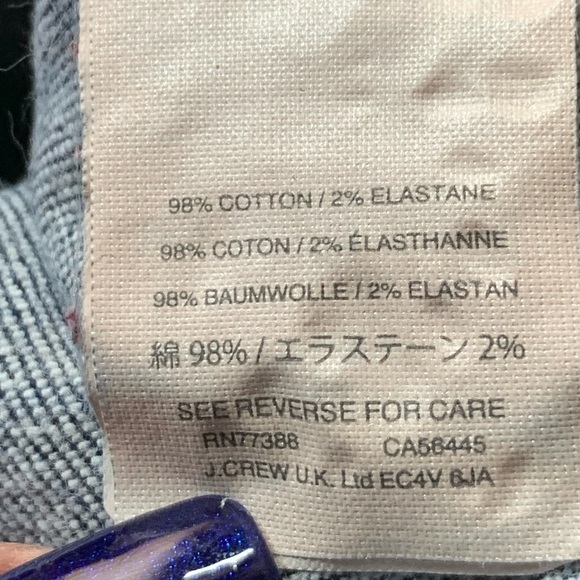 98% COTTON / 2% ELASTANE
98% COTON / 2% ÉLASTHANNE
98% BAUMWOLLE / 2% ELASTAN
綿 98% / エラステーン 2%
SEE REVERSE FOR CARE
RN77388 CA56445
J.CREW U.K. Ltd EC4V 6JA